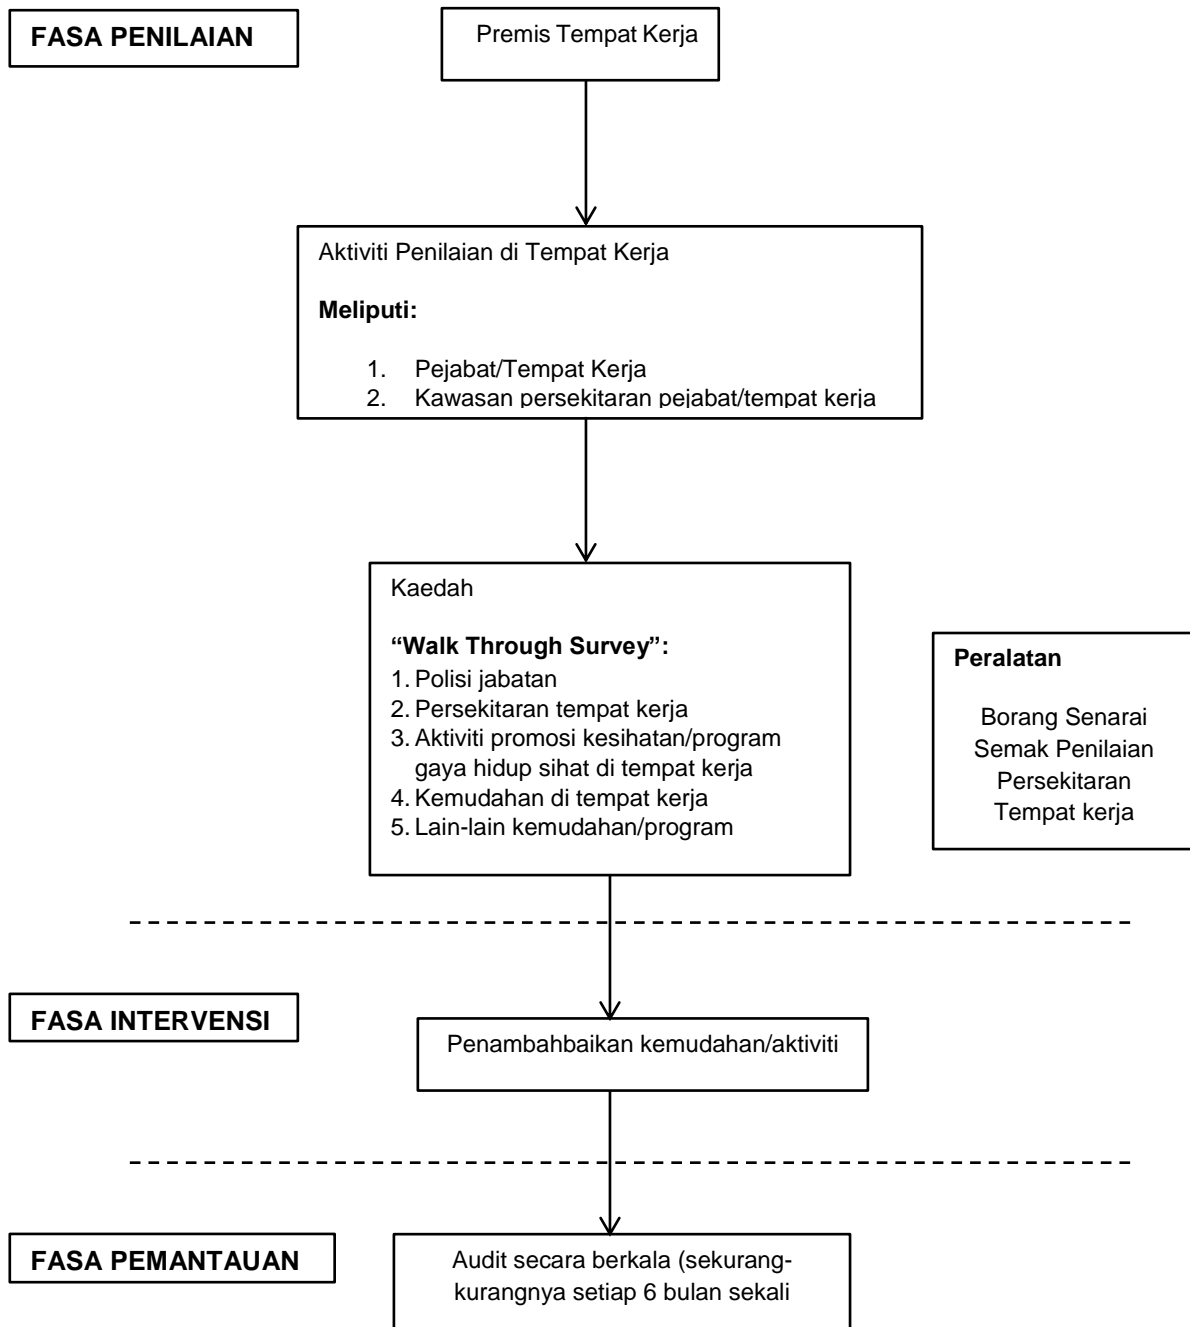 FASA PENILAIAN
Premis Tempat Kerja
Aktiviti Penilaian di Tempat Kerja
Meliputi:
1. Pejabat/Tempat Kerja
2. Kawasan persekitaran pejabat/tempat kerja
Kaedah
“Walk Through Survey”:
1. Polisi jabatan
2. Persekitaran tempat kerja
3. Aktiviti promosi kesihatan/program
gaya hidup sihat di tempat kerja
4. Kemudahan di tempat kerja
5. Lain-lain kemudahan/program
Peralatan
Borang Senarai
Semak Penilaian
Persekitaran
Tempat kerja
FASA INTERVENSI
Penambahbaikan kemudahan/aktiviti
FASA PEMANTAUAN
Audit secara berkala (sekurang-
kurangnya setiap 6 bulan sekali